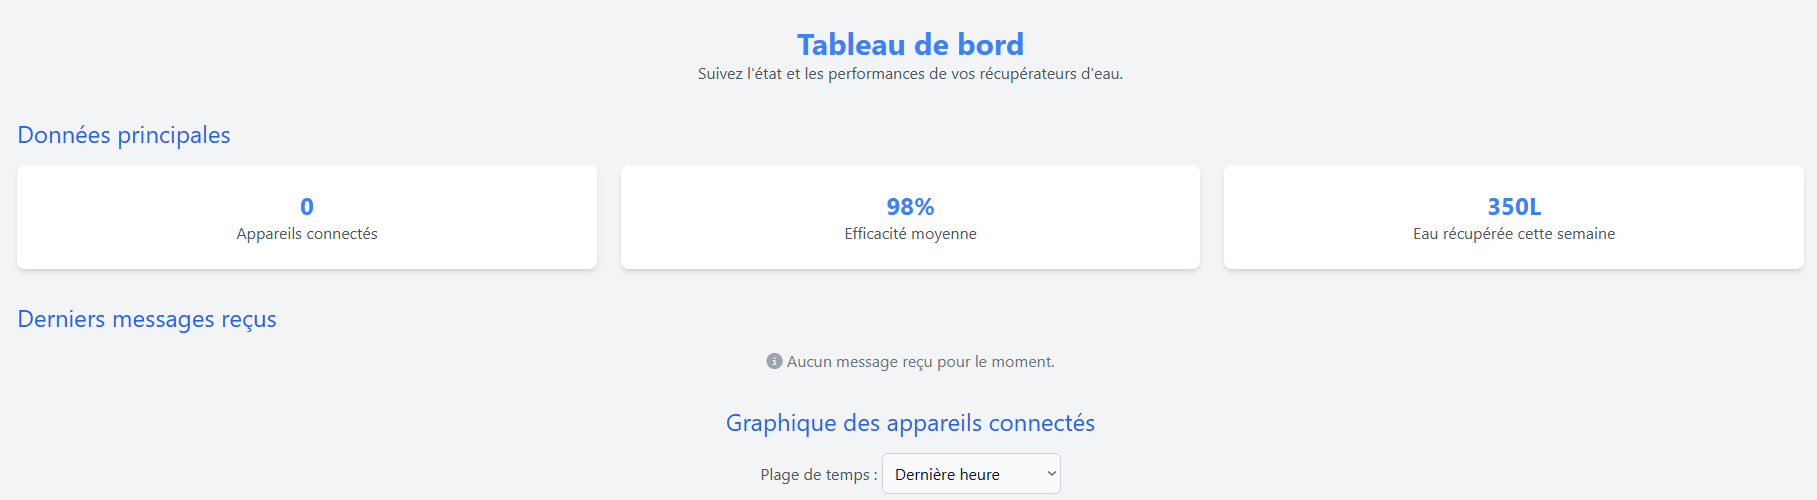 Tableau de bord
Suivez l'état et les performances de vos récupérateurs d'eau.
Données principales
0
Appareils connectés
98%
Efficacité moyenne
350L
Eau récupérée cette semaine
Derniers messages reçus
Aucun message reçu pour le moment.
Graphique des appareils connectés
Plage de temps : Dernière heure